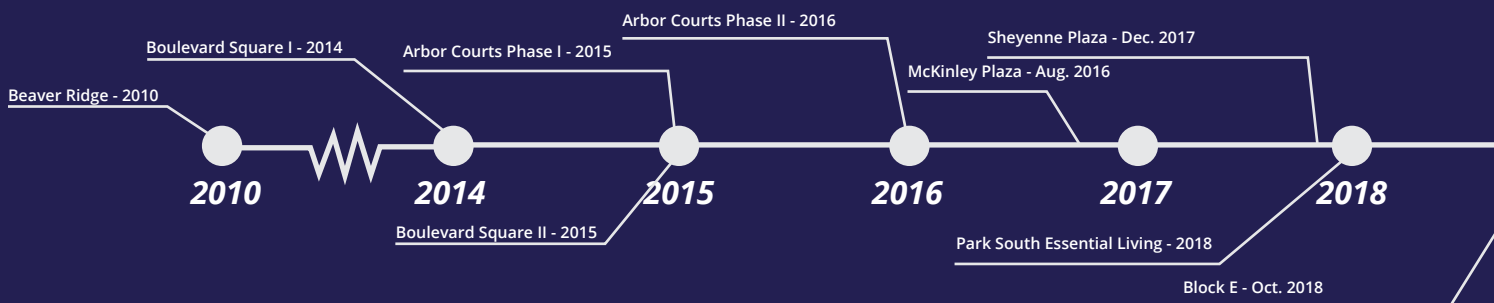 Arbor Courts Phase II - 2016
Sheyenne Plaza - Dec. 2017
Boulevard Square I - 2014
Arbor Courts Phase I - 2015
McKinley Plaza - Aug. 2016
Beaver Ridge - 2010
2010
2014
2015
2016
2017
2018
Boulevard Square II - 2015
Park South Essential Living - 2018
Block E - Oct. 2018